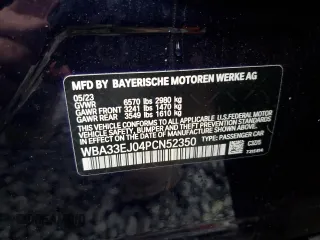 MFD. BY BAYERISCHE MOTOREN WERKE AG
05/23
GVWR 6570 lbs 2980 kg
GAWR FRONT 3241 lbs 1470 kg
GAWR REAR 3549 lbs 1610 kg
THIS VEHICLE CONFORMS TO ALL APPLICABLE U.S. FEDERAL MOTOR
VEHICLE SAFETY, BUMPER, AND THEFT PREVENTION STANDARDS
IN EFFECT ON THE DATE OF MANUFACTURE SHOWN ABOVE.
WBA33EJ04PCN52350 TYPE: PASSENGER CAR